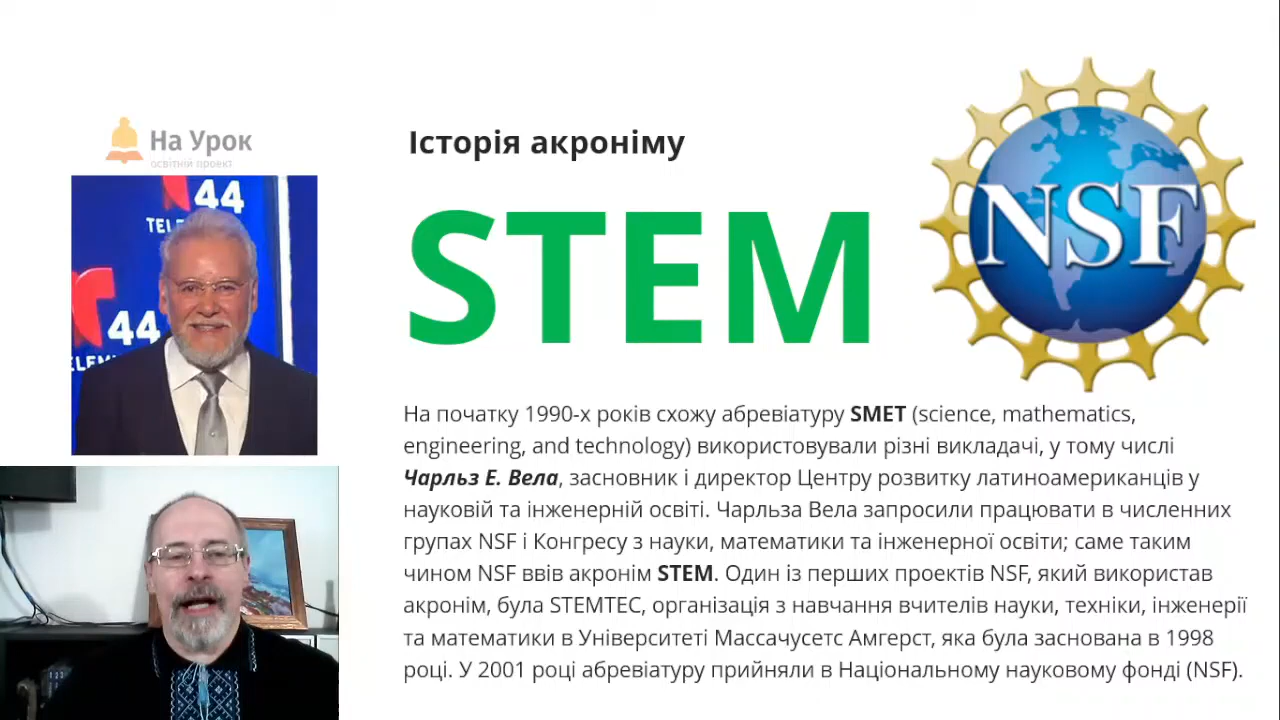 На Урок
освітній проект
44
TELE
44
Історія акроніму
STEM
NSF
На початку 1990-х років схожу абревіатуру SMET (science, mathematics,
engineering, and technology) використовували різні викладачі, у тому числі
Чарльз Е. Вела, засновник і директор Центру розвитку латиноамериканців у
науковій та інженерній освіті. Чарльза Вела запросили працювати в численних
групах NSF і Конгресу з науки, математики та інженерної освіти; саме таким
чином NSF ввів акронім STEM. Один із перших проектів NSF, який використав
акронім, була STEMTEC, організація з навчання вчителів науки, техніки, інженерії
та математики в Університеті Массачусетс Амгерст, яка була заснована в 1998
році. У 2001 році абревіатуру прийняли в Національному науковому фонді (NSF).